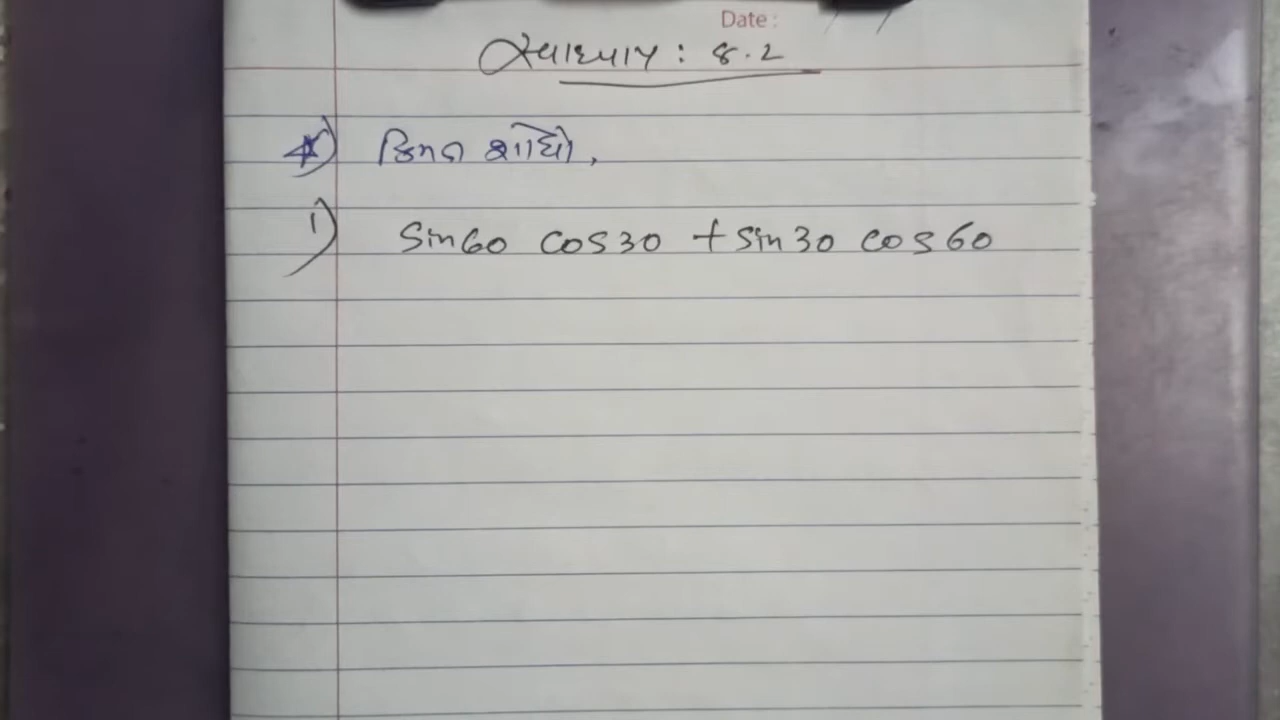 Date :
સ્વાધ્યાય : 8.2
* કિંમત શોધો,
1) Sin60 cos30 + sin30 cos60